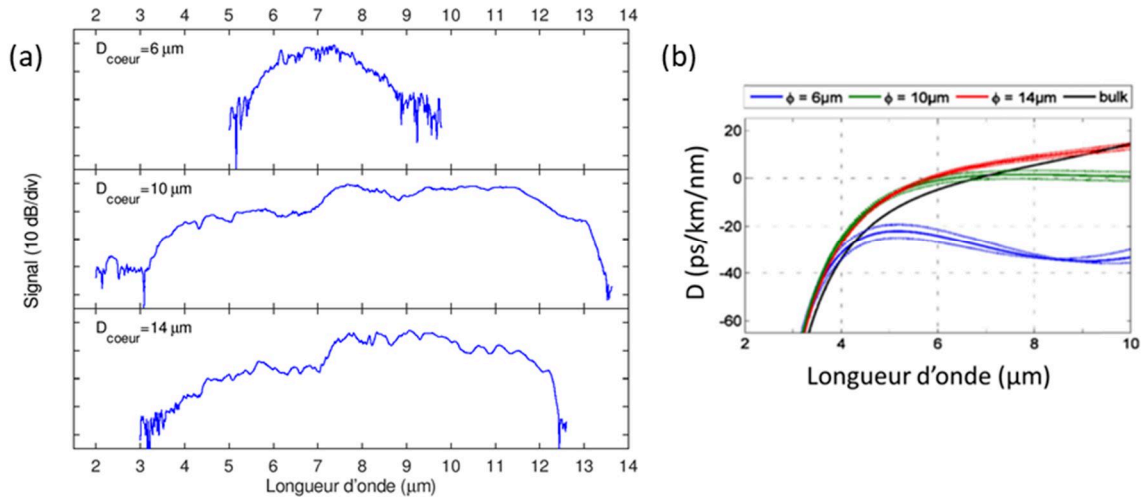 (a)
2 3 4 5 6 7 8 9 10 11 12 13 14
D_coeur=6 μm
D_coeur=10 μm
D_coeur=14 μm
Signal (10 dB/div)
2 3 4 5 6 7 8 9 10 11 12 13 14
Longueur d'onde (μm)
(b)
ϕ = 6μm ϕ = 10μm ϕ = 14μm bulk
20
0
-20
-40
-60
D (ps/km/nm)
2 4 6 8 10
Longueur d'onde (μm)